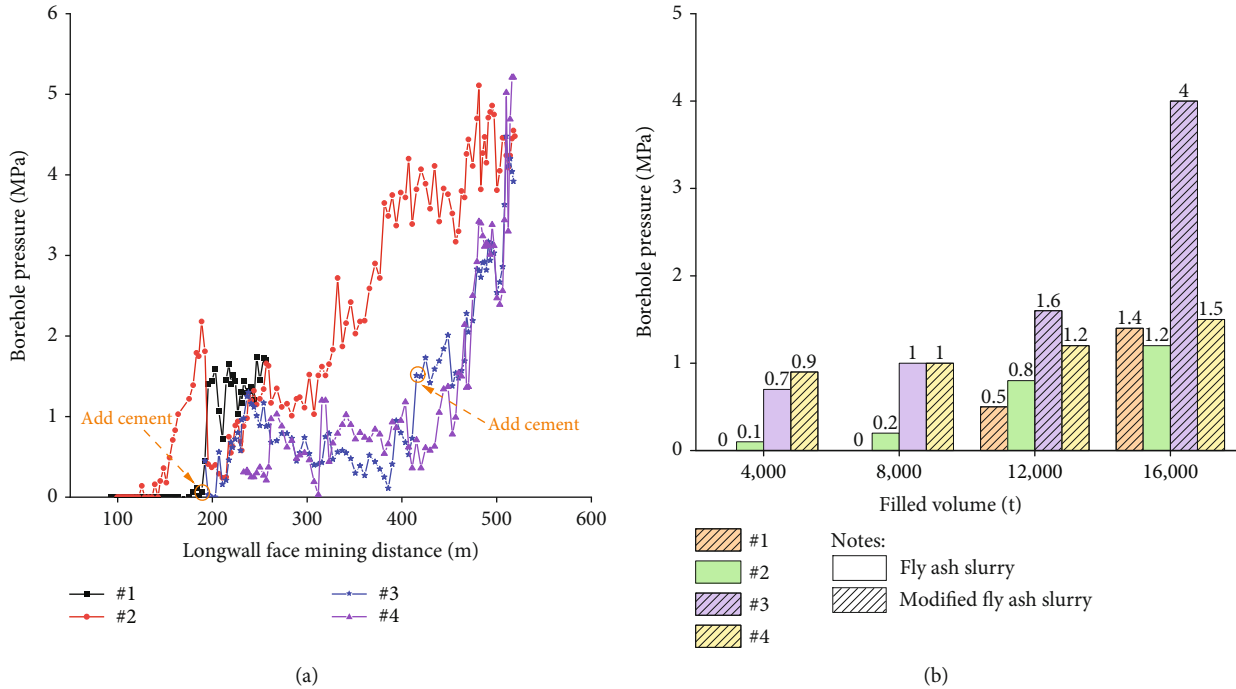 6
5
4
3
2
1
0
Borehole pressure (MPa)
Add cement
Add cement
100 200 300 400 500 600
Longwall face mining distance (m)
#1
#2
#3
#4
(a)
5
4
3
2
1
0
Borehole pressure (MPa)
0 0.1 0.7 0.9
0 0.2 1 1
0.5 0.8 1.6 1.2
1.4 1.2 4 1.5
4,000 8,000 12,000 16,000
Filled volume (t)
#1
#2
#3
#4
Notes:
Fly ash slurry
Modified fly ash slurry
(b)